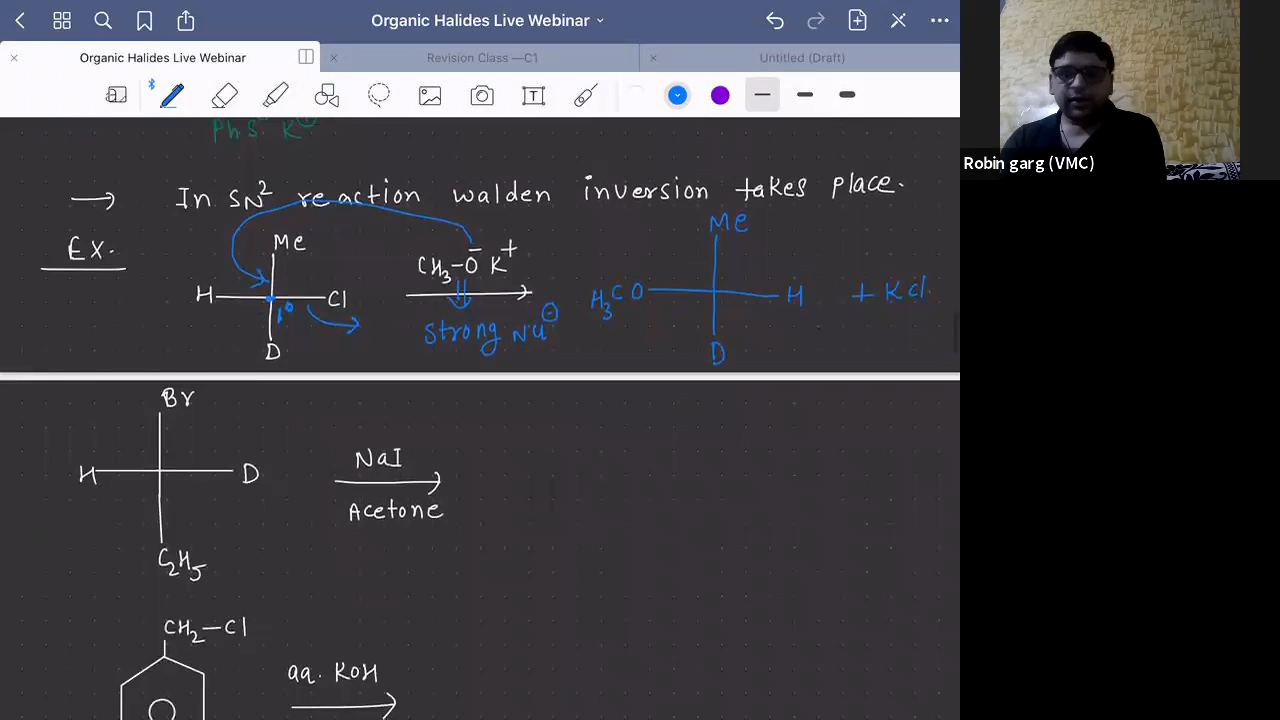 Organic Halides Live Webinar
Organic Halides Live Webinar
Revision Class —C1
Untitled (Draft)
T
Robin garg (VMC)
PhS⁻ K⊕
→ In SN² reaction walden inversion takes place.
Ex.
Me
H
Cl
1°
D
CH₃–O⁻ K⁺
Strong Nu⊖
Me
H₃CO
H
+ KCl.
D
Br
H
D
C₂H₅
NaI
Acetone
CH₂–Cl
aq. KOH